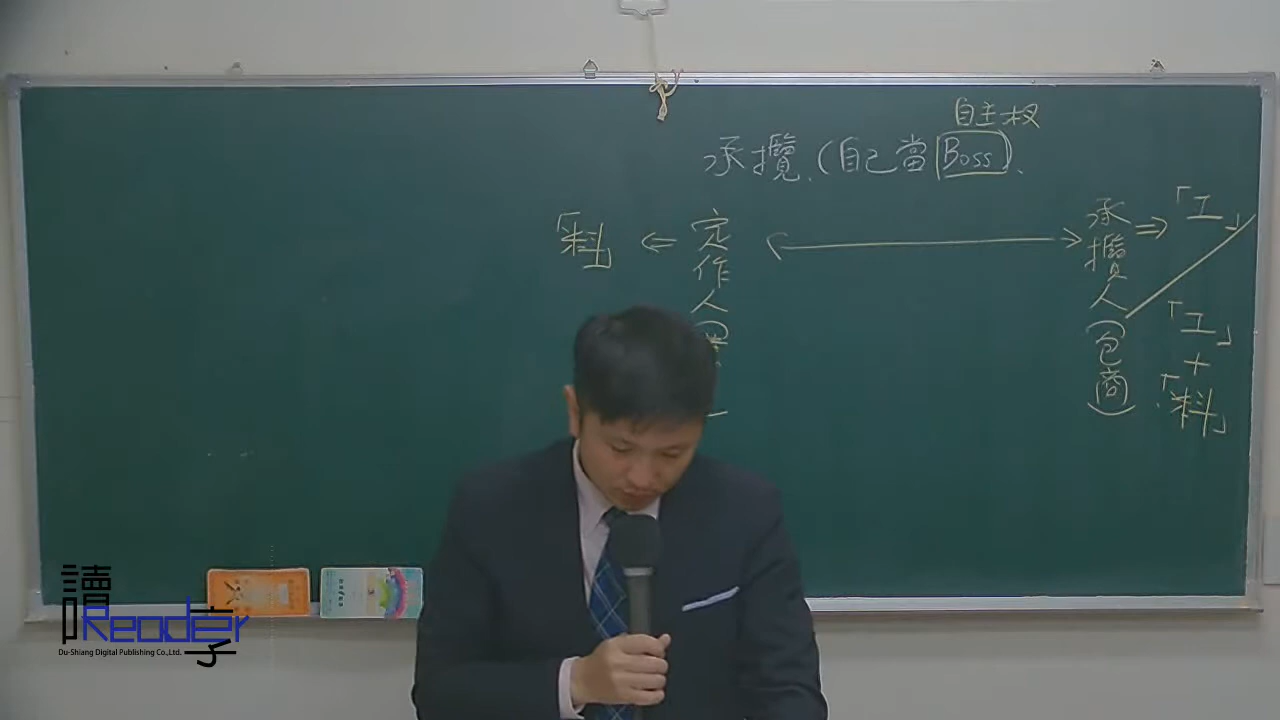 自主权
承攬.(自己當Boss).
「料」⇐定作人
承攬人(包商)
⇒「工」
「工」
+
「料」
讀享
Reader
Du-Shiang Digital Publishing Co.,Ltd.